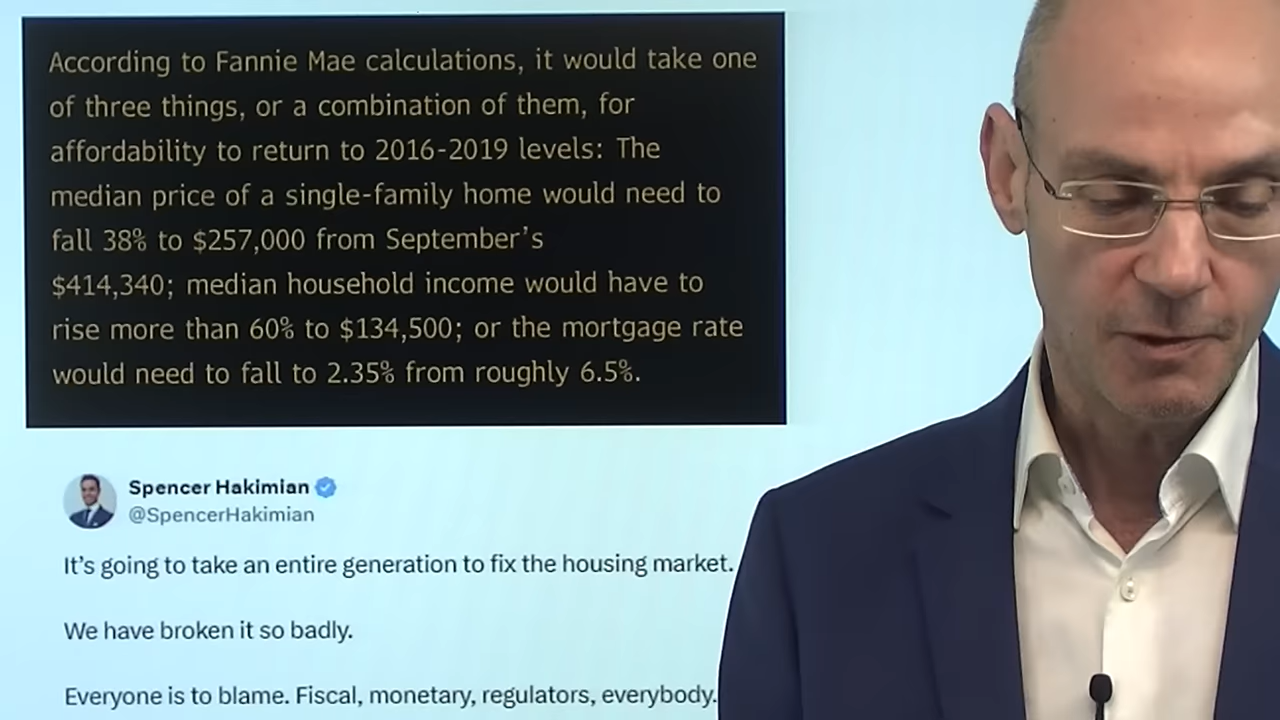 According to Fannie Mae calculations, it would take one
of three things, or a combination of them, for
affordability to return to 2016-2019 levels: The
median price of a single-family home would need to
fall 38% to $257,000 from September’s
$414,340; median household income would have to
rise more than 60% to $134,500; or the mortgage rate
would need to fall to 2.35% from roughly 6.5%.
Spencer Hakimian
@SpencerHakimian
It’s going to take an entire generation to fix the housing market.
We have broken it so badly.
Everyone is to blame. Fiscal, monetary, regulators, everybody.